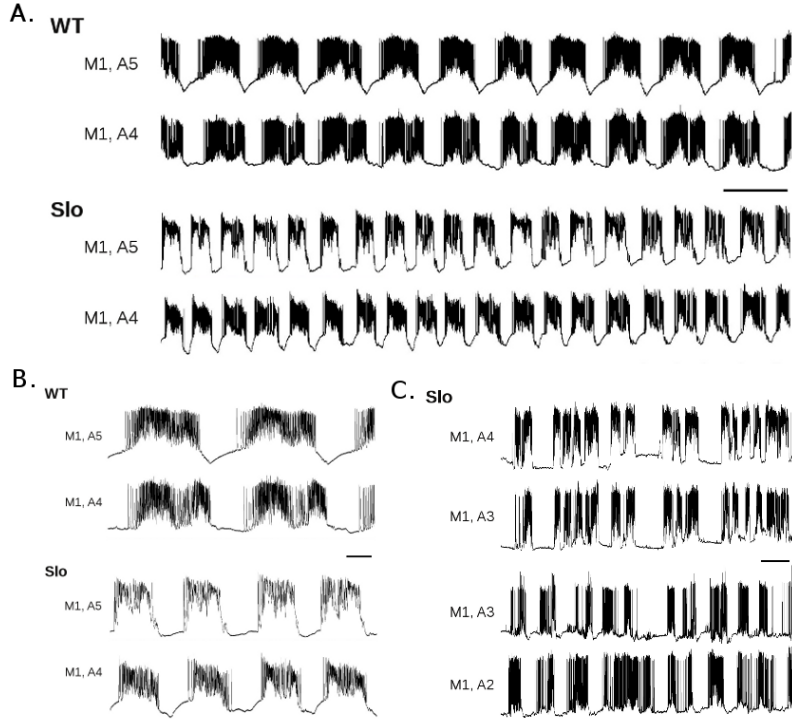 A.
WT
M1, A5
M1, A4
Slo
M1, A5
M1, A4
B.
WT
M1, A5
M1, A4
Slo
M1, A5
M1, A4
C.
Slo
M1, A4
M1, A3
M1, A3
M1, A2